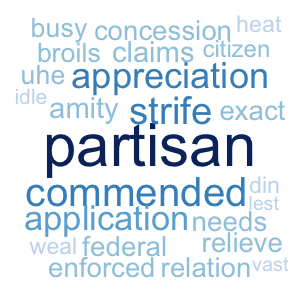 busy concession heat
broils claims citizen
uhe appreciation
idle amity strife exact
partisan
commended din
lest
application needs
weal federal relieve
enforced relation vast